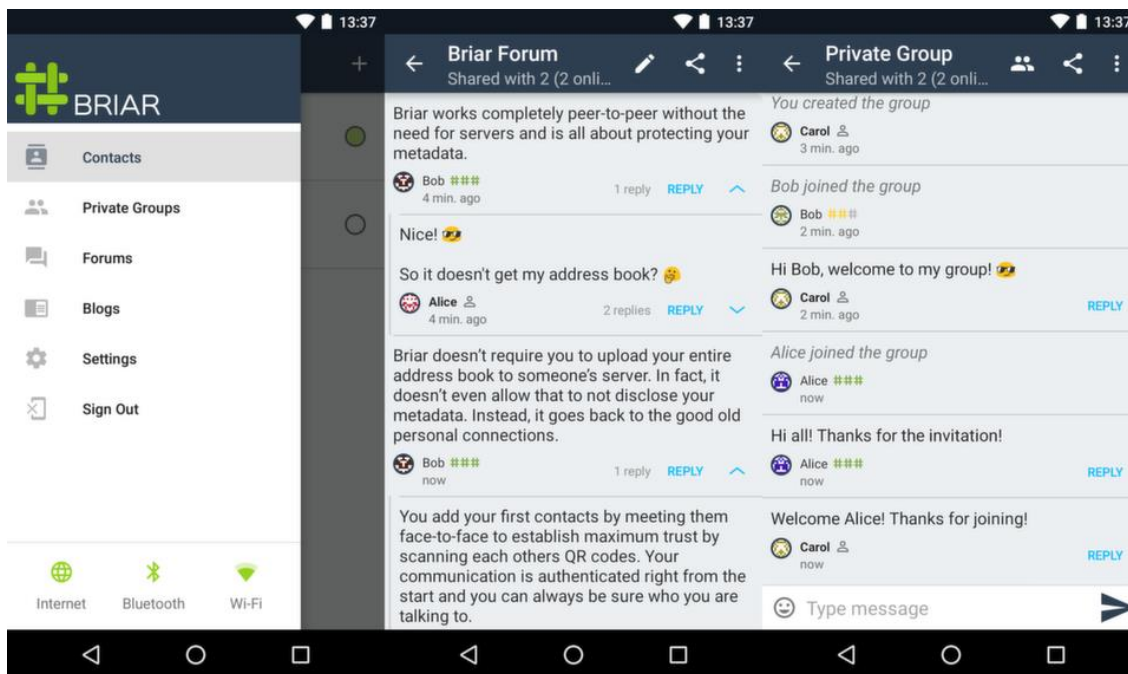 13:37
BRIAR
Contacts
Private Groups
Forums
Blogs
Settings
Sign Out
Internet
Bluetooth
Wi-Fi
13:37
Briar Forum
Shared with 2 (2 onli...
Briar works completely peer-to-peer without the
need for servers and is all about protecting your
metadata.
Bob ###
4 min. ago
1 reply REPLY
Nice! 😎
So it doesn't get my address book? 🤔
Alice
4 min. ago
2 replies REPLY
Briar doesn't require you to upload your entire
address book to someone's server. In fact, it
doesn't even allow that to not disclose your
metadata. Instead, it goes back to the good old
personal connections.
Bob ###
now
1 reply REPLY
You add your first contacts by meeting them
face-to-face to establish maximum trust by
scanning each others QR codes. Your
communication is authenticated right from the
start and you can always be sure who you are
talking to.
13:37
Private Group
Shared with 2 (2 onli...
You created the group
Carol
3 min. ago
Bob joined the group
Bob ###
2 min. ago
Hi Bob, welcome to my group! 😎
Carol
2 min. ago
REPLY
Alice joined the group
Alice ###
now
Hi all! Thanks for the invitation!
Alice ###
now
REPLY
Welcome Alice! Thanks for joining!
Carol
now
REPLY
Type message